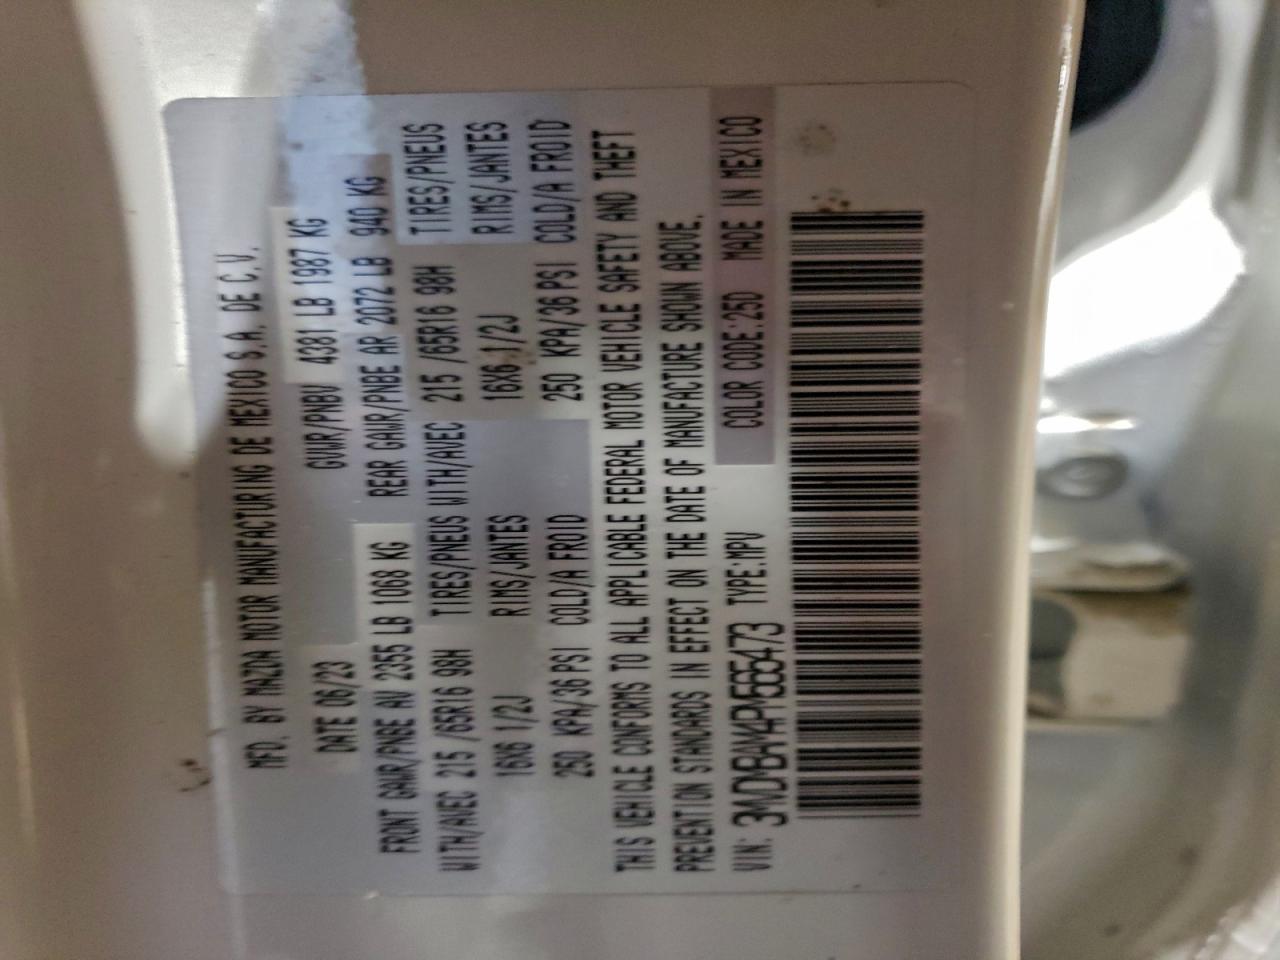 MFD. BY MAZDA MOTOR MANUFACTURING DE MEXICO S.A. DE C.V.
DATE 06/23 GVWR/PNBV 4381 LB 1987 KG
FRONT GAWR/PNBE AV 2355 LB 1068 KG REAR GAWR/PNBE AR 2072 LB 940 KG
WITH/AVEC 215 /65R16 98H TIRES/PNEUS WITH/AVEC 215 /65R16 98H TIRES/PNEUS
16X6 1/2J RIMS/JANTES 16X6 1/2J RIMS/JANTES
250 KPA/36 PSI COLD/A FROID 250 KPA/36 PSI COLD/A FROID
THIS VEHICLE CONFORMS TO ALL APPLICABLE FEDERAL MOTOR VEHICLE SAFETY AND THEFT
PREVENTION STANDARDS IN EFFECT ON THE DATE OF MANUFACTURE SHOWN ABOVE.
VIN: TYPE:MPV COLOR CODE:25D MADE IN MEXICO